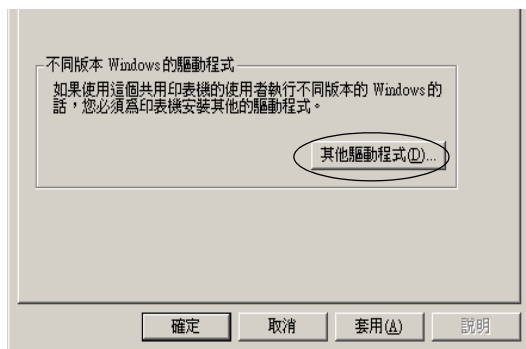 不同版本 Windows 的驅動程式
如果使用這個共用印表機的使用者執行不同版本的 Windows 的
話，您必須為印表機安裝其他的驅動程式。
其他驅動程式(D)...
確定 取消 套用(A) 說明